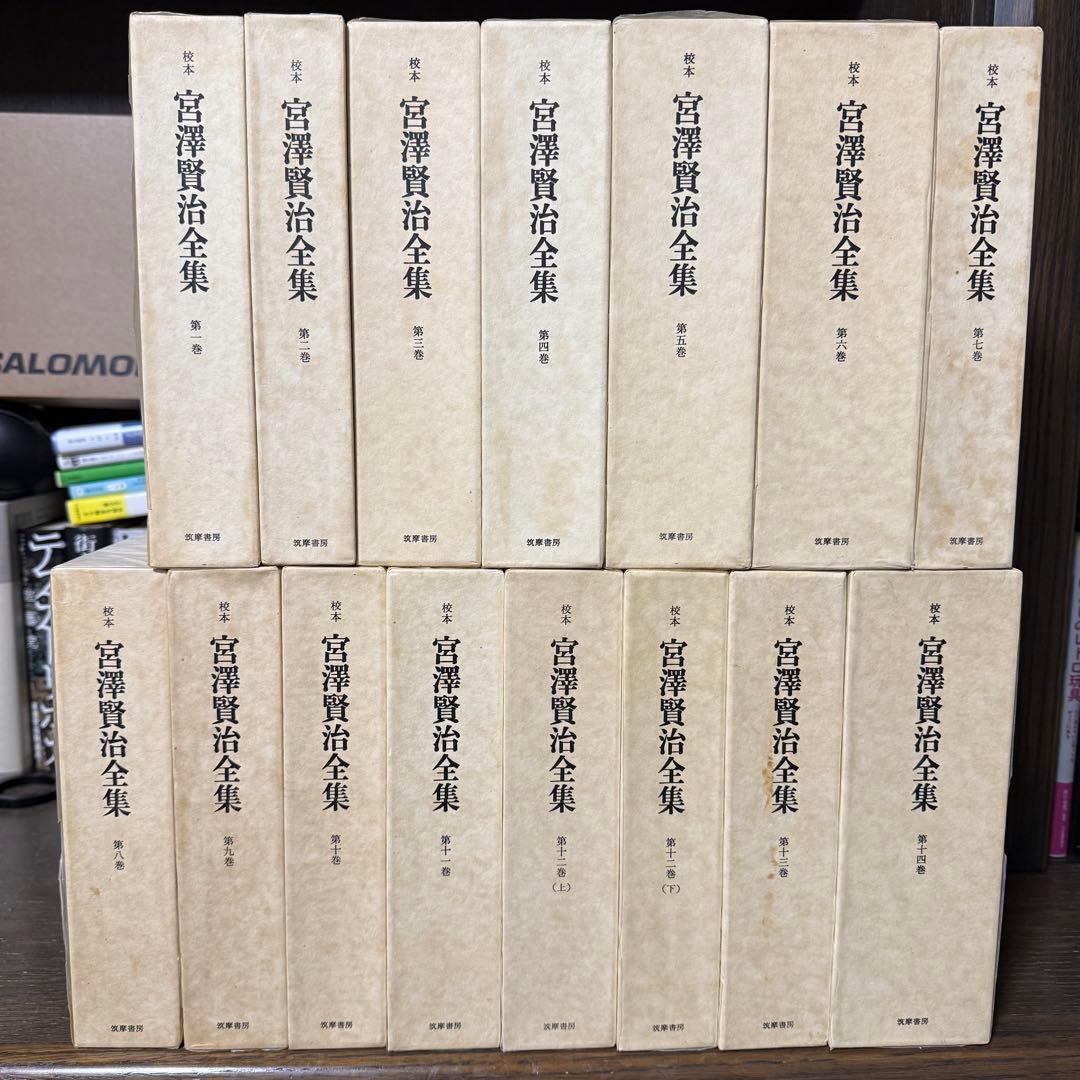 校本
宮澤賢治全集
第一巻
筑摩書房
校本
宮澤賢治全集
第二巻
筑摩書房
校本
宮澤賢治全集
第三巻
筑摩書房
校本
宮澤賢治全集
第四巻
筑摩書房
校本
宮澤賢治全集
第五巻
筑摩書房
校本
宮澤賢治全集
第六巻
筑摩書房
校本
宮澤賢治全集
第七巻
筑摩書房
SALOMO
校本
宮澤賢治全集
第八巻
筑摩書房
校本
宮澤賢治全集
第九巻
筑摩書房
校本
宮澤賢治全集
第十巻
筑摩書房
校本
宮澤賢治全集
第十一巻
筑摩書房
校本
宮澤賢治全集
第十二巻
（上）
筑摩書房
校本
宮澤賢治全集
第十二巻
（下）
筑摩書房
校本
宮澤賢治全集
第十三巻
筑摩書房
校本
宮澤賢治全集
第十四巻
筑摩書房